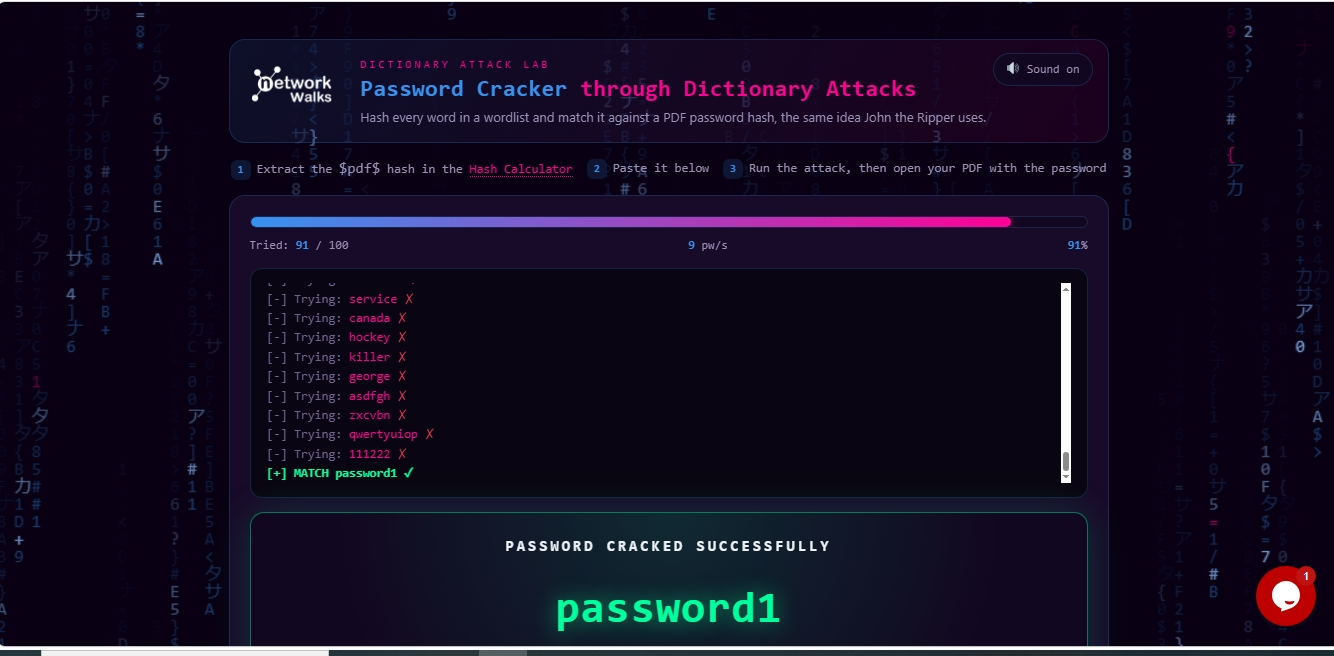 network
Walks
DICTIONARY ATTACK LAB
Password Cracker through Dictionary Attacks
Hash every word in a wordlist and match it against a PDF password hash, the same idea John the Ripper uses.
Sound on
1 Extract the $pdf$ hash in the Hash Calculator 2 Paste it below 3 Run the attack, then open your PDF with the password
Tried: 91 / 100 9 pw/s 91%
[-] Trying: service ✗
[-] Trying: canada ✗
[-] Trying: hockey ✗
[-] Trying: killer ✗
[-] Trying: george ✗
[-] Trying: asdfgh ✗
[-] Trying: zxcvbn ✗
[-] Trying: qwertyuiop ✗
[-] Trying: 111222 ✗
[+] MATCH password1 ✓
PASSWORD CRACKED SUCCESSFULLY
password1
1